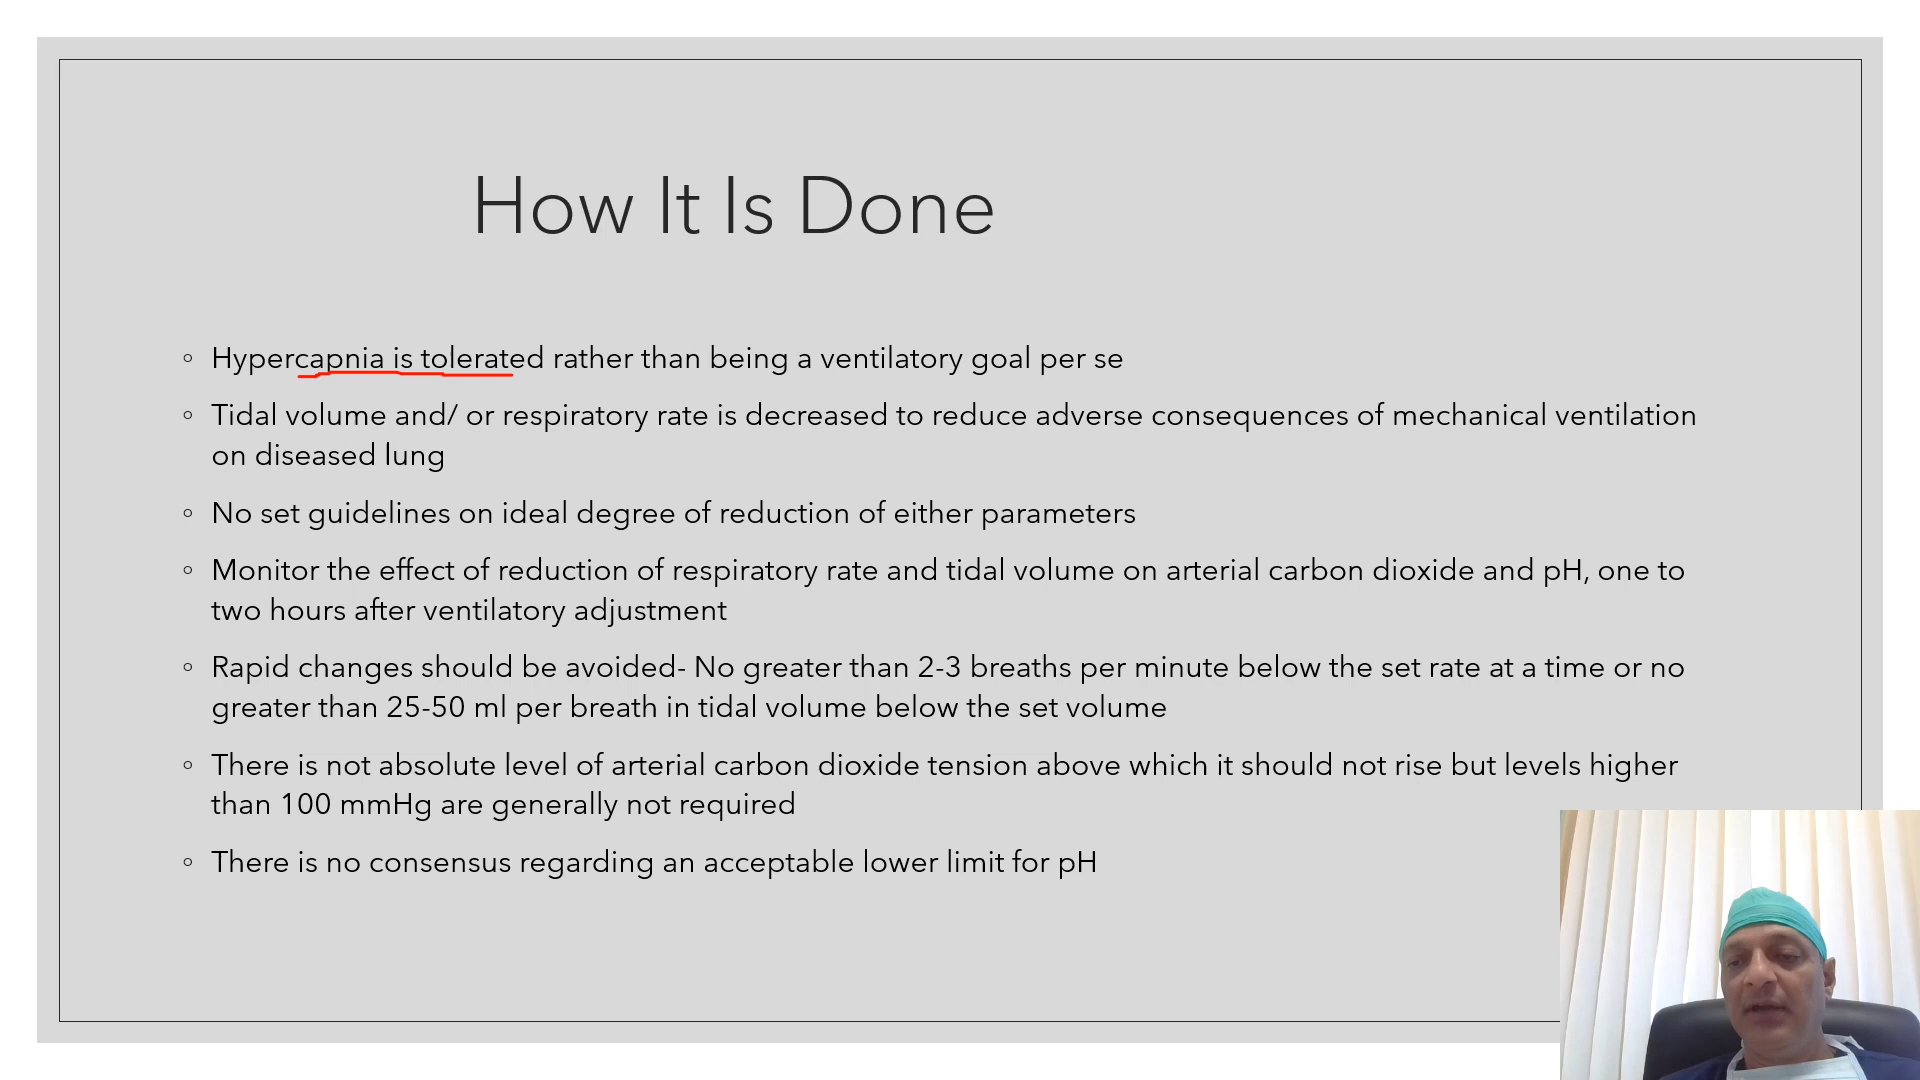 How It Is Done
Hypercapnia is tolerated rather than being a ventilatory goal per se
Tidal volume and/ or respiratory rate is decreased to reduce adverse consequences of mechanical ventilation
on diseased lung
No set guidelines on ideal degree of reduction of either parameters
Monitor the effect of reduction of respiratory rate and tidal volume on arterial carbon dioxide and pH, one to
two hours after ventilatory adjustment
Rapid changes should be avoided- No greater than 2-3 breaths per minute below the set rate at a time or no
greater than 25-50 ml per breath in tidal volume below the set volume
There is not absolute level of arterial carbon dioxide tension above which it should not rise but levels higher
than 100 mmHg are generally not required
There is no consensus regarding an acceptable lower limit for pH